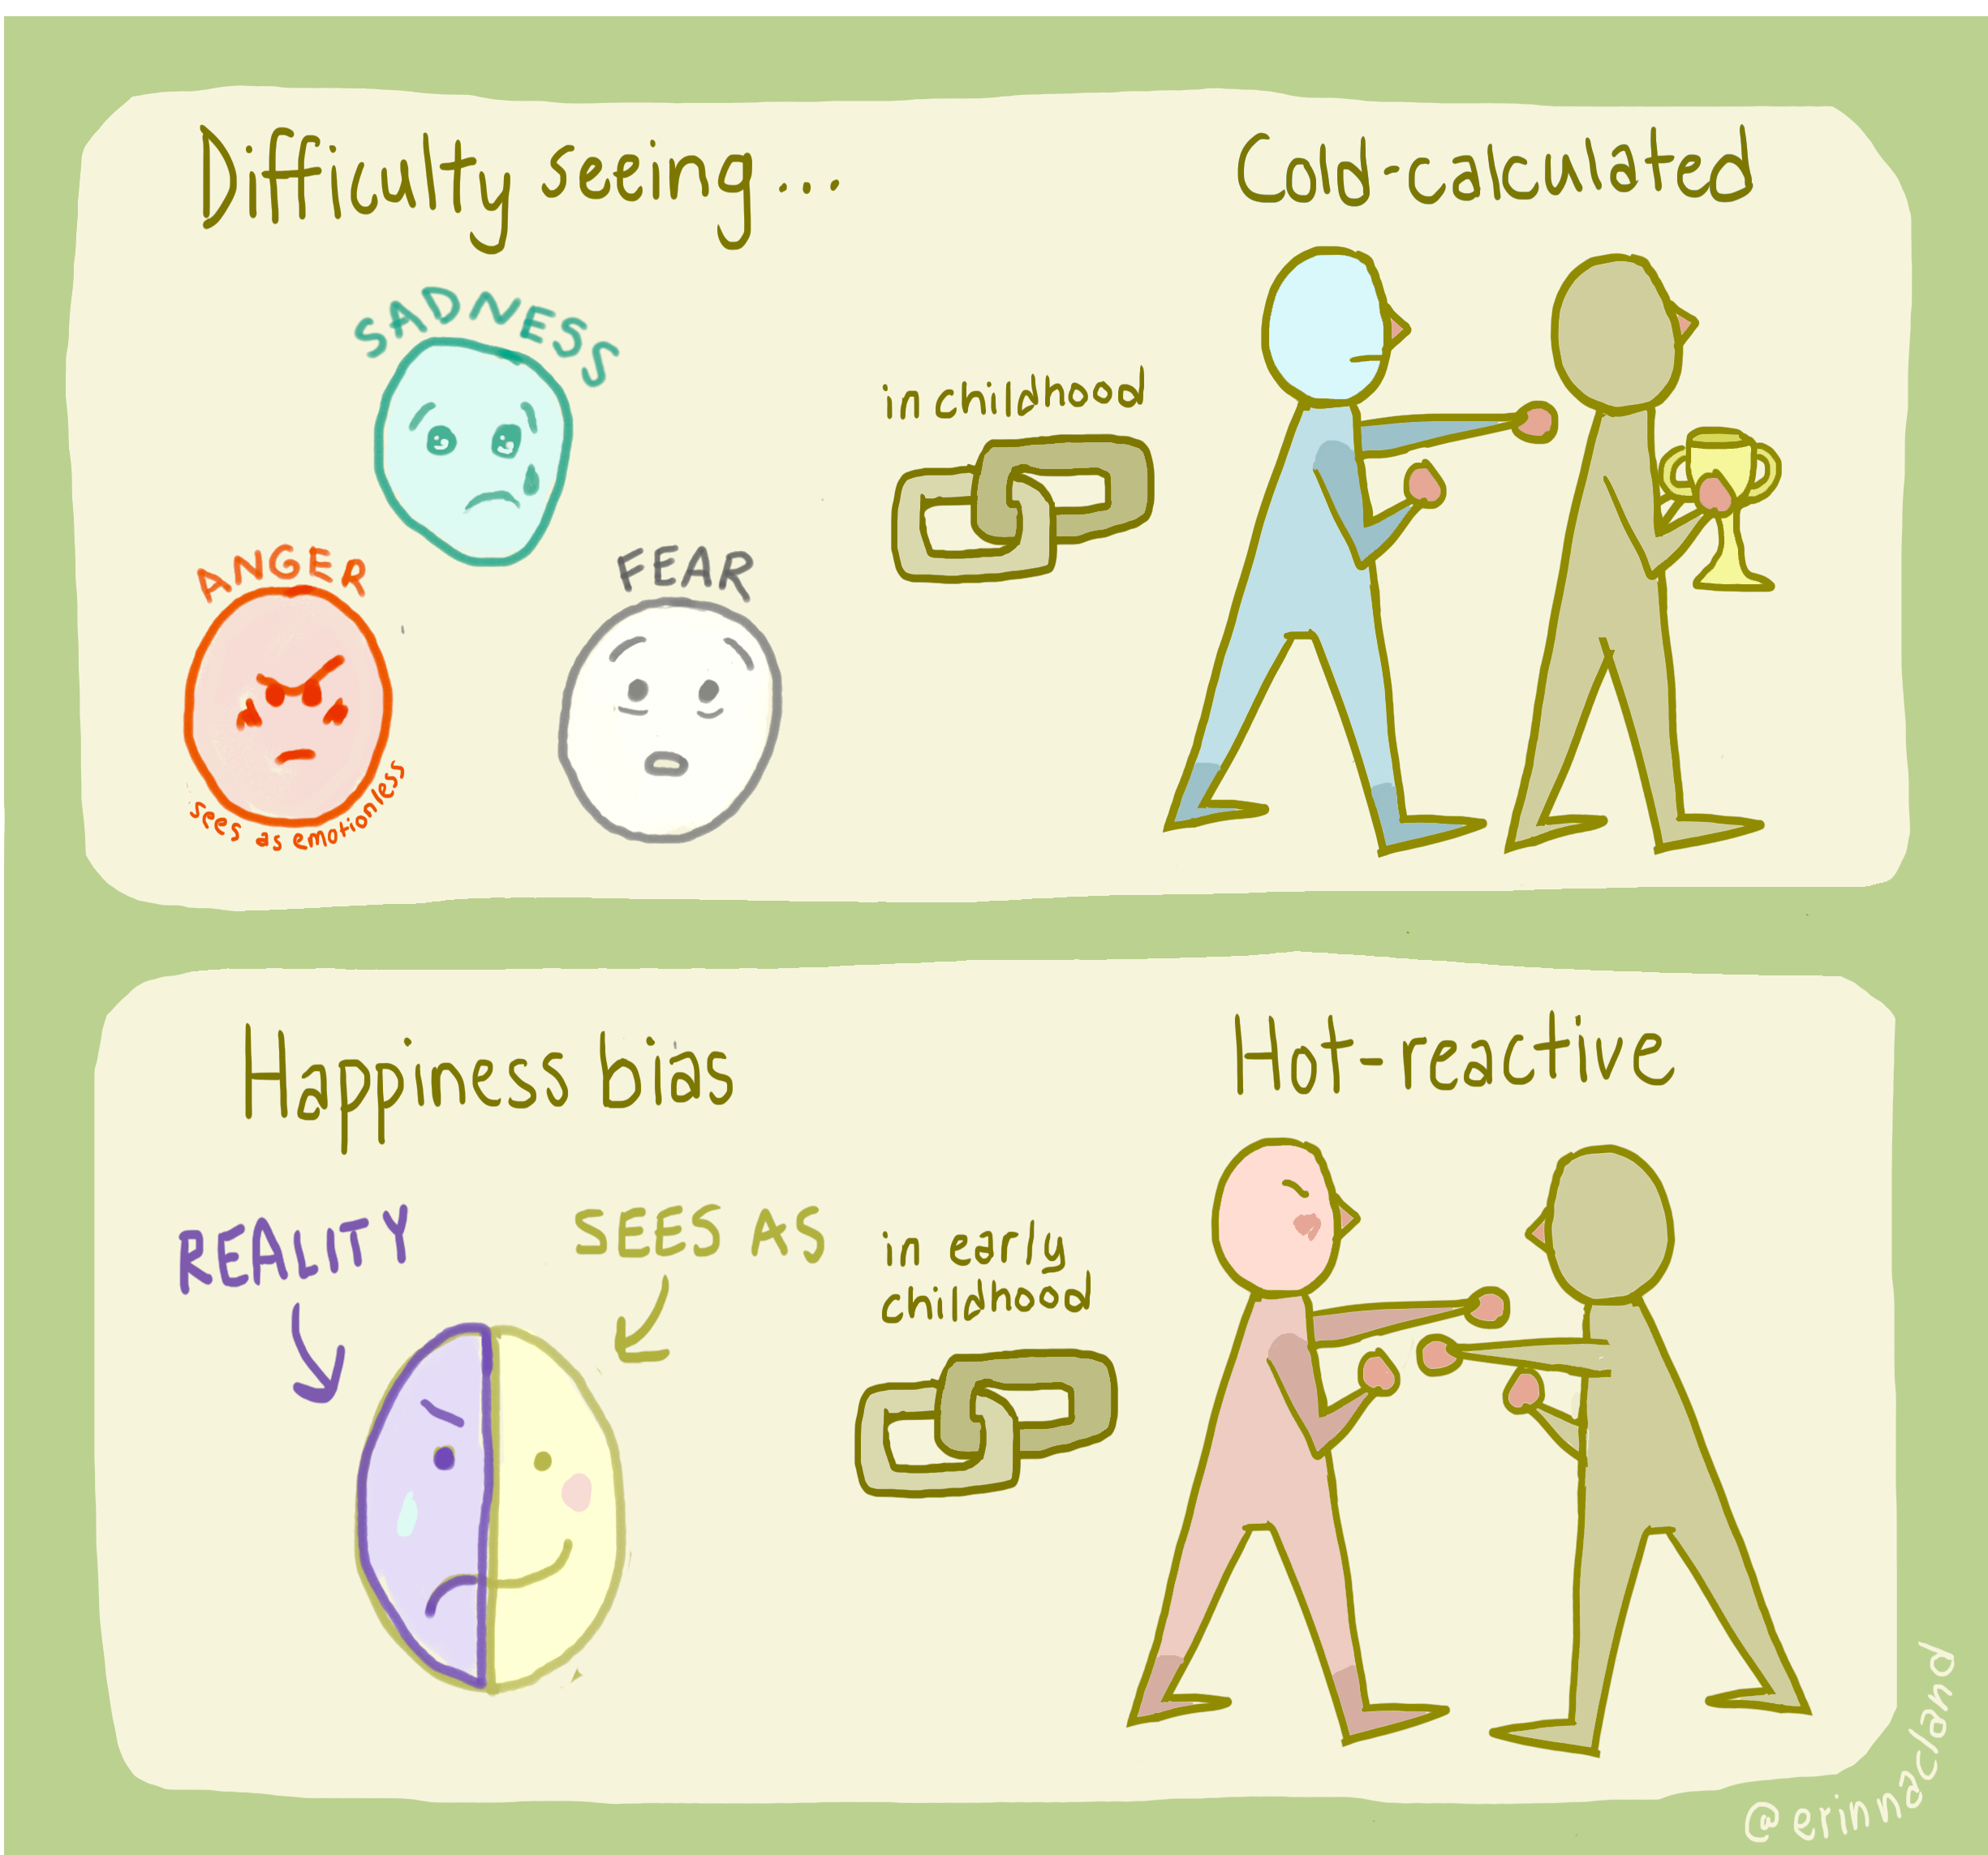 Difficulty seeing...
SADNESS
ANGER
sees as emotionless
FEAR
in childhood
Cold-calculated
Happiness bias
REALITY
SEES AS
in early
childhood
Hot-reactive
@erinmacland